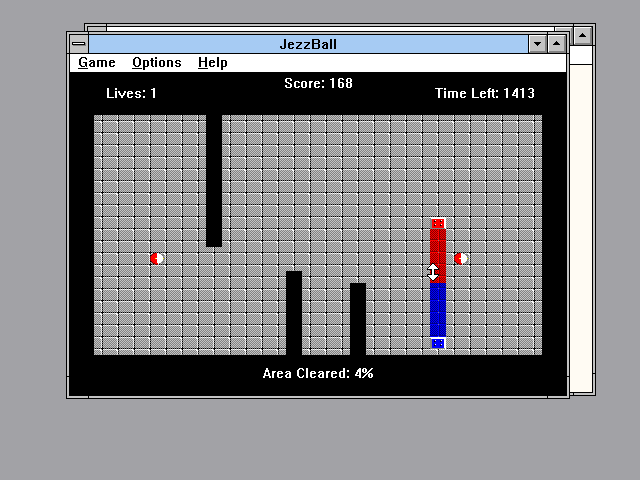 JezzBall
Game Options Help
Score: 168
Lives: 1
Time Left: 1413
Area Cleared: 4%